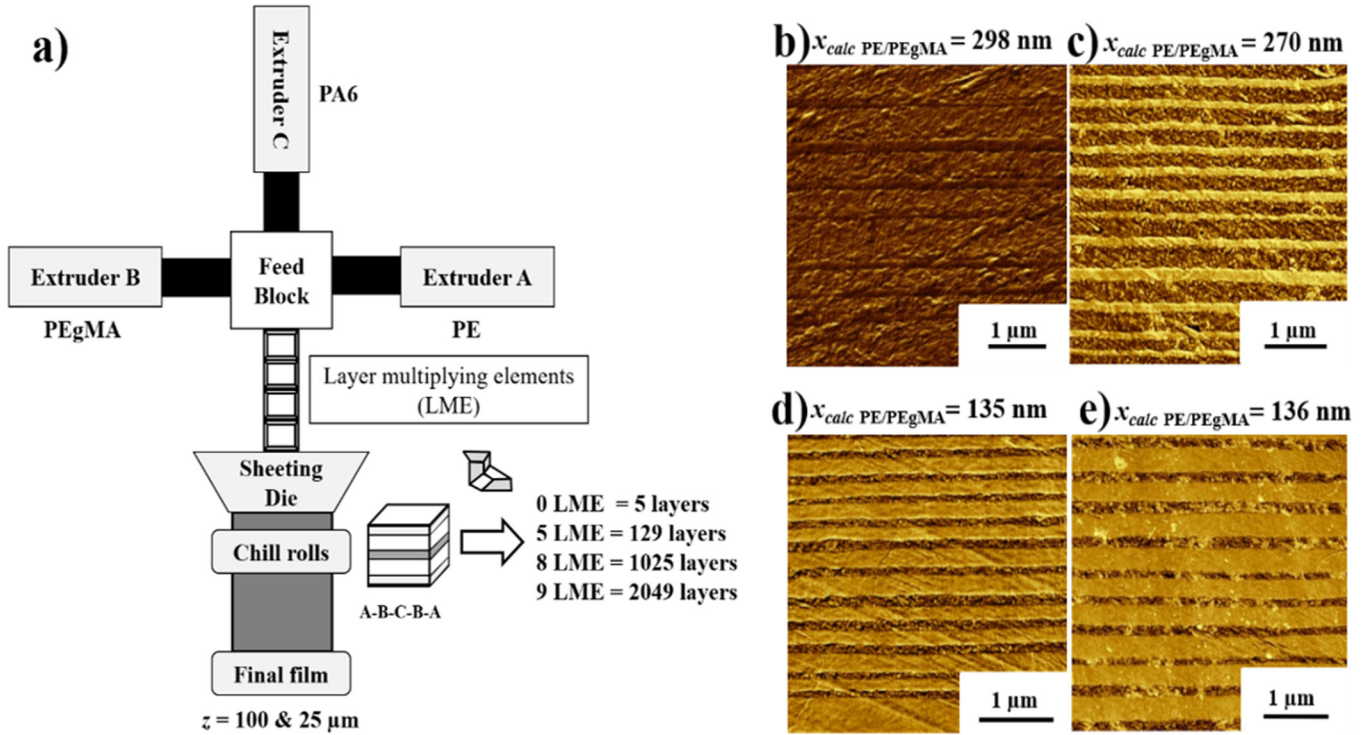 a)
Extruder C
PA6
Extruder B
Feed
Block
Extruder A
PEgMA
PE
Layer multiplying elements
(LME)
Sheeting
Die
Chill rolls
A-B-C-B-A
0 LME = 5 layers
5 LME = 129 layers
8 LME = 1025 layers
9 LME = 2049 layers
Final film
z = 100 & 25 µm
b) xcalc PE/PEgMA = 298 nm
1 µm
c) xcalc PE/PEgMA = 270 nm
1 µm
d) xcalc PE/PEgMA = 135 nm
1 µm
e) xcalc PE/PEgMA = 136 nm
1 µm